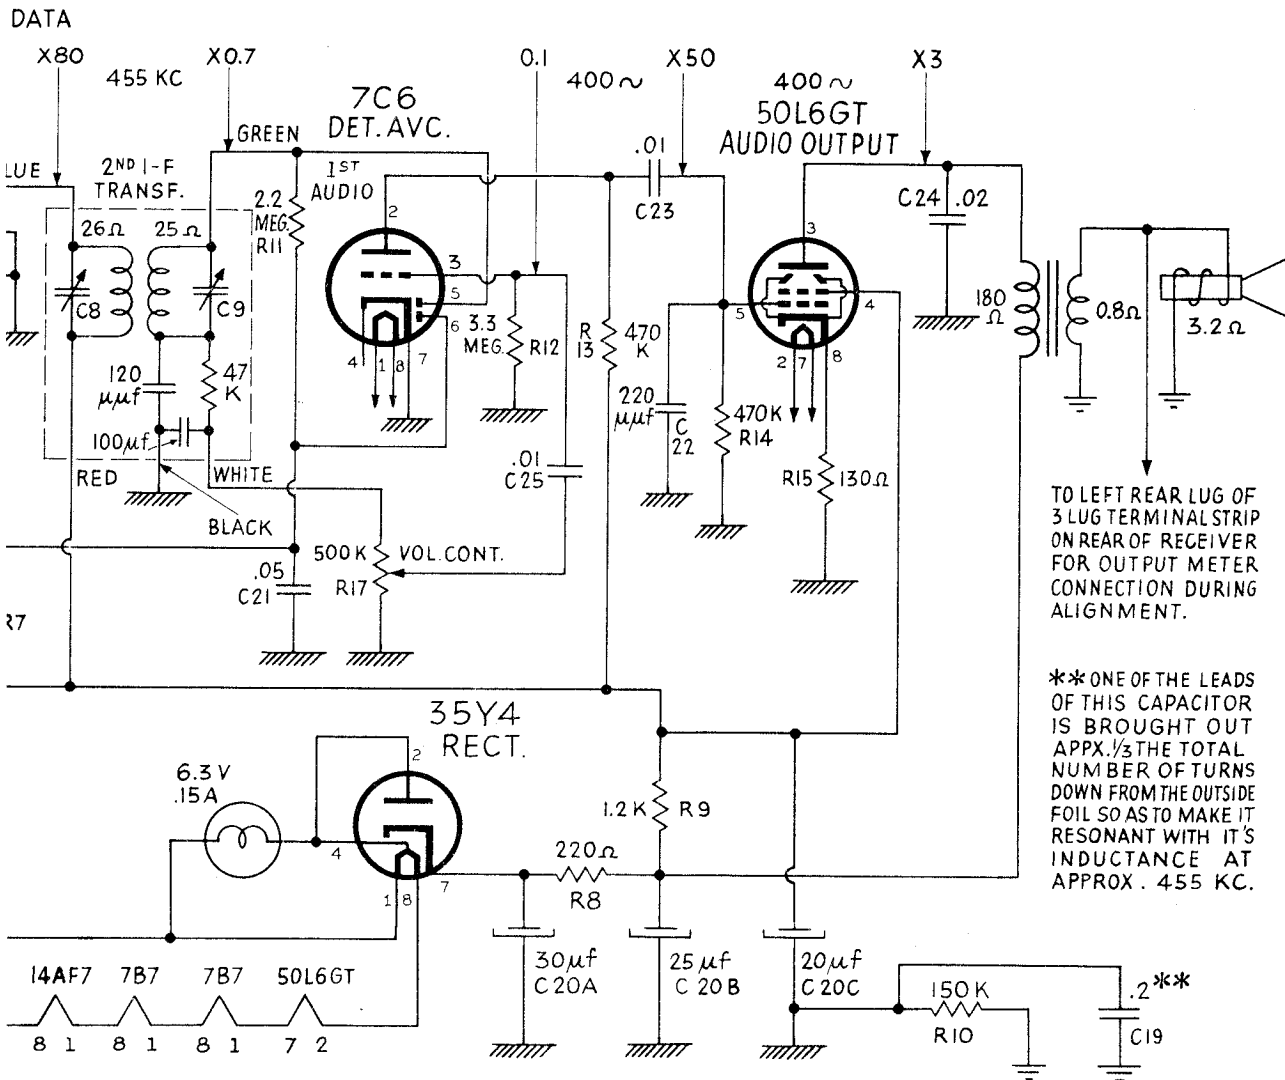 DATA
X80
455 KC
X0.7
0.1
400~
X50
400~
X3
7C6
DET. AVC.
1ST
AUDIO
50L6GT
AUDIO OUTPUT
GREEN
LUE
2ND I-F
TRANSF.
26Ω
25Ω
2.2
MEG.
R11
C8
C9
2
3
5
6
4
1
8
7
3.3
MEG.
R12
R
13
470
K
.01
C23
3
5
4
2
7
8
C24
.02
180
Ω
0.8Ω
3.2Ω
120
μμf
47
K
100μf
RED
WHITE
BLACK
.01
C25
220
μμf
C
22
470K
R14
R15
130Ω
500K
VOL. CONT.
R17
.05
C21
R7
TO LEFT REAR LUG OF
3 LUG TERMINAL STRIP
ON REAR OF RECEIVER
FOR OUTPUT METER
CONNECTION DURING
ALIGNMENT.
** ONE OF THE LEADS
OF THIS CAPACITOR
IS BROUGHT OUT
APPX. 1/3 THE TOTAL
NUMBER OF TURNS
DOWN FROM THE OUTSIDE
FOIL SO AS TO MAKE IT
RESONANT WITH IT'S
INDUCTANCE AT
APPROX. 455 KC.
35Y4
RECT.
6.3V
.15A
2
4
1
8
7
1.2K
R9
220Ω
R8
30μf
C20A
25μf
C20B
20μf
C20C
150K
R10
.2**
C19
14AF7
7B7
7B7
50L6GT
8 1
8 1
8 1
7 2